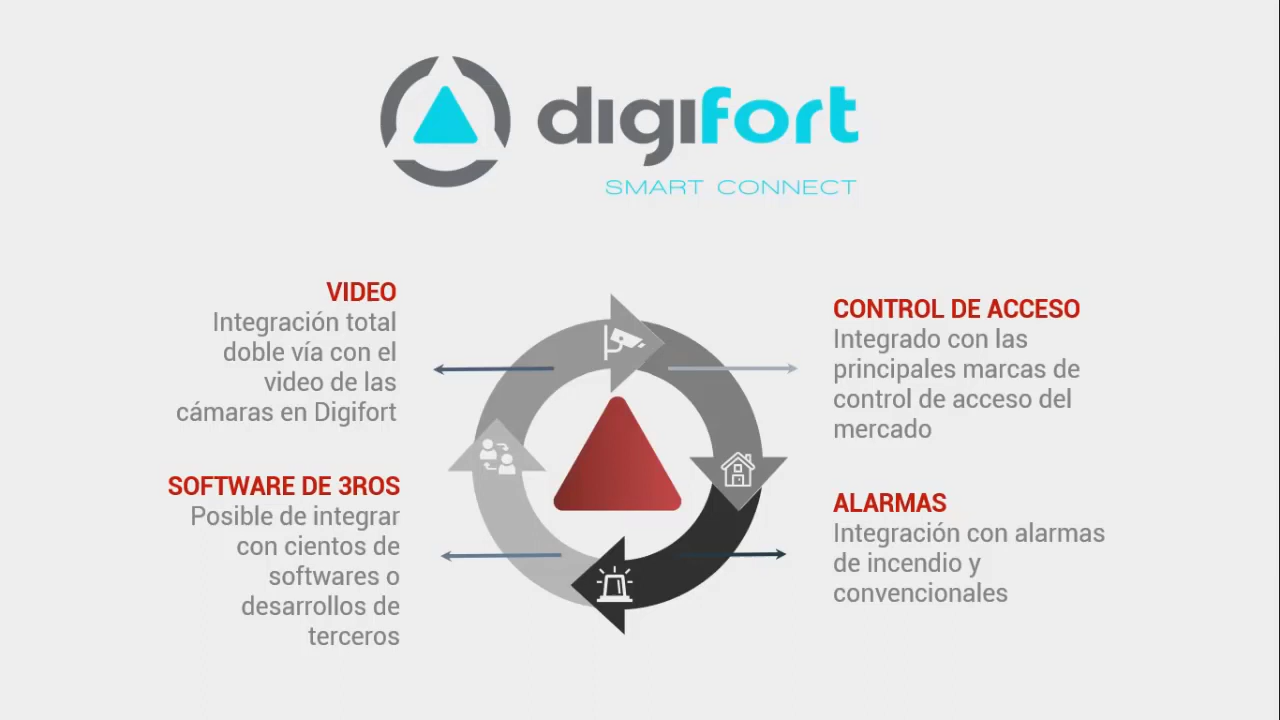 digifort
SMART CONNECT
VIDEO
Integración total
doble vía con el
video de las
cámaras en Digifort
CONTROL DE ACCESO
Integrado con las
principales marcas de
control de acceso del
mercado
SOFTWARE DE 3ROS
Posible de integrar
con cientos de
softwares o
desarrollos de
terceros
ALARMAS
Integración con alarmas
de incendio y
convencionales